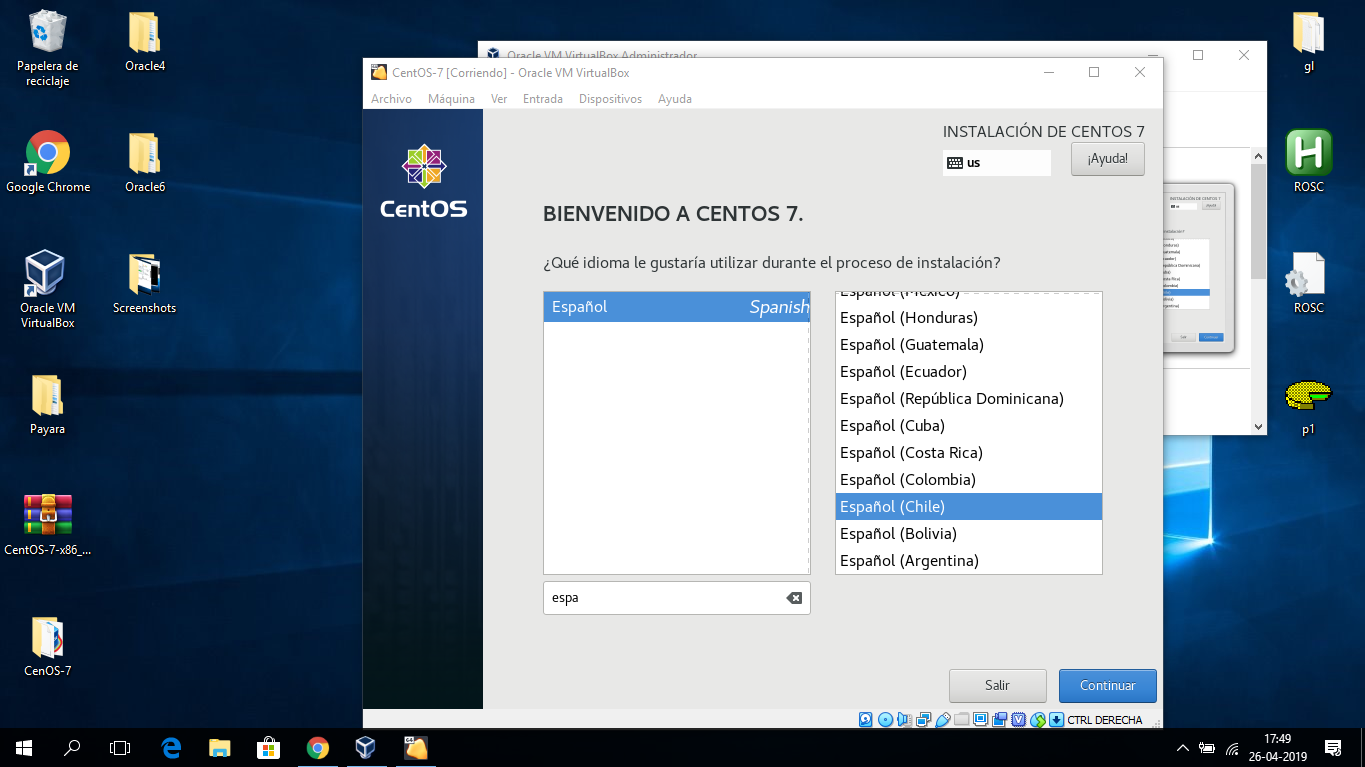 Papelera de
reciclaje
Google Chrome
Oracle VM
VirtualBox
Payara
CentOS-7-x86_...
CenOS-7
Oracle4
Oracle6
Screenshots
Oracle VM VirtualBox Administrador
CentOS-7 [Corriendo] - Oracle VM VirtualBox
Archivo Máquina Ver Entrada Dispositivos Ayuda
CentOS
INSTALACIÓN DE CENTOS 7
us
¡Ayuda!
BIENVENIDO A CENTOS 7.
¿Qué idioma le gustaría utilizar durante el proceso de instalación?
Español Spanish
espa
Español (México)
Español (Honduras)
Español (Guatemala)
Español (Ecuador)
Español (República Dominicana)
Español (Cuba)
Español (Costa Rica)
Español (Colombia)
Español (Chile)
Español (Bolivia)
Español (Argentina)
Salir
Continuar
CTRL DERECHA
gl
ROSC
ROSC
p1
17:49
26-04-2019